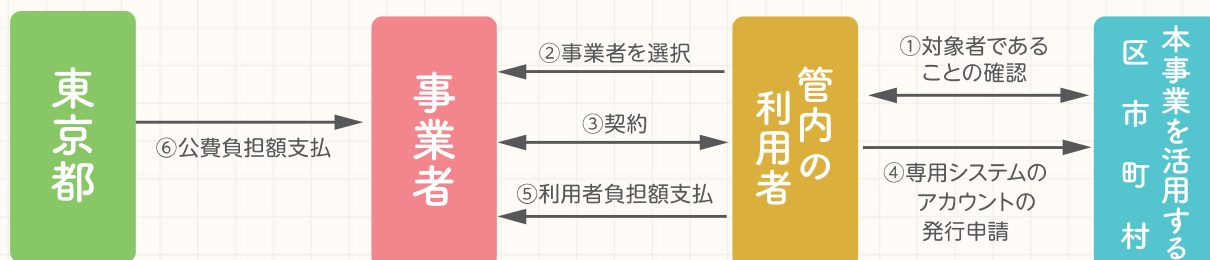 東京都
⑥公費負担額支払
事業者
②事業者を選択
③契約
⑤利用者負担額支払
管内の
利用者
①対象者である
ことの確認
④専用システムの
アカウントの
発行申請
本事業を活用する
区市町村